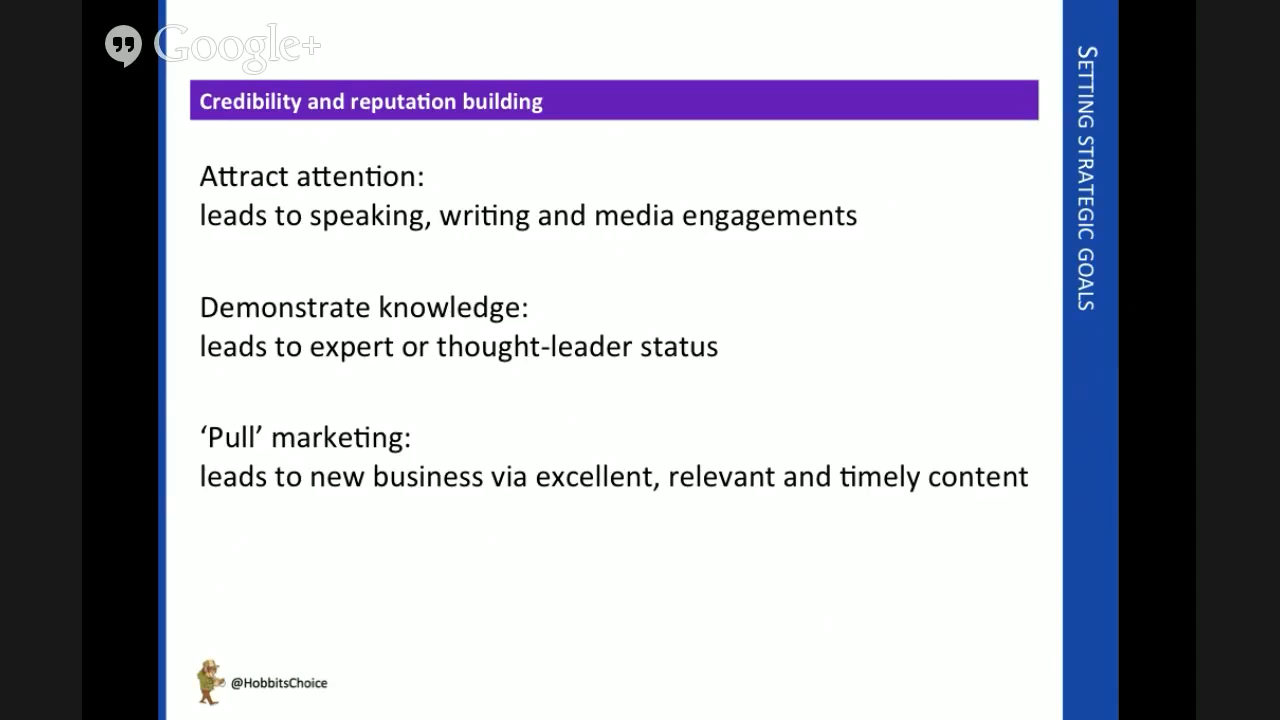 Google+
Credibility and reputation building
Attract attention:
leads to speaking, writing and media engagements
Demonstrate knowledge:
leads to expert or thought-leader status
‘Pull’ marketing:
leads to new business via excellent, relevant and timely content
@HobbitsChoice
SETTING STRATEGIC GOALS